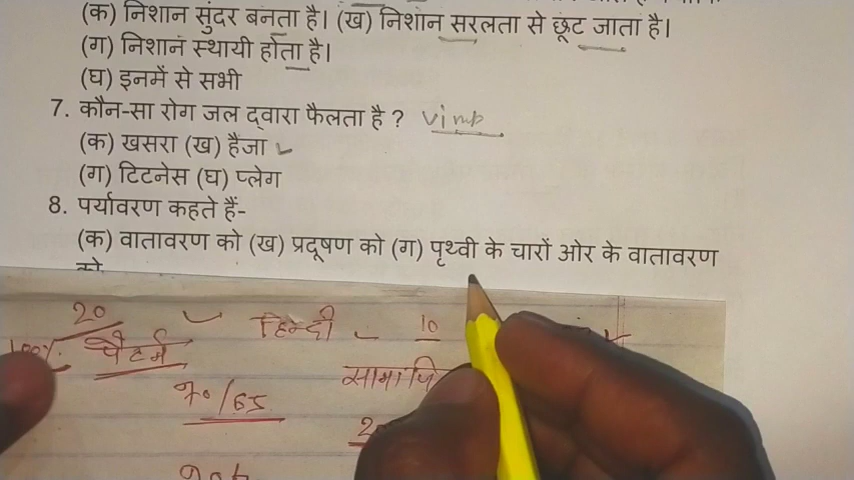 (क) निशान सुंदर बनता है। (ख) निशान सरलता से छूट जाता है।
(ग) निशान स्थायी होता है।
(घ) इनमें से सभी
7. कौन-सा रोग जल द्वारा फैलता है ? vimp
(क) खसरा (ख) हैजा
(ग) टिटनेस (घ) प्लेग
8. पर्यावरण कहते हैं-
(क) वातावरण को (ख) प्रदूषण को (ग) पृथ्वी के चारों ओर के वातावरण
को
20 हिन्दी 10
100% पैटर्न
70/65